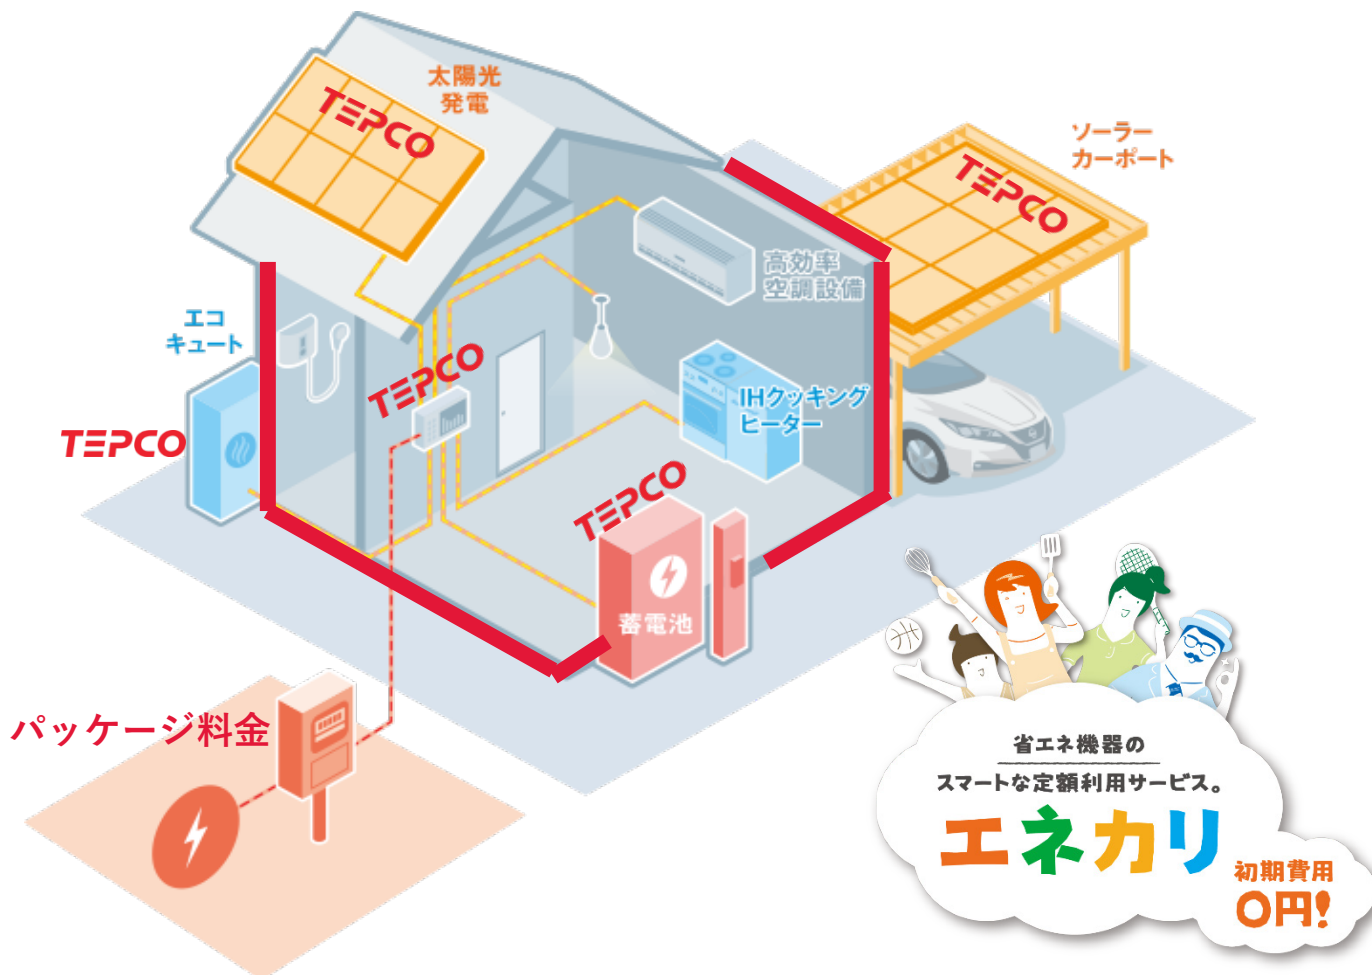 太陽光
発電
TEPCO
ソーラー
カーポート
TEPCO
高効率
空調設備
エコ
キュート
TEPCO
IHクッキング
ヒーター
TEPCO
TEPCO
蓄電池
パッケージ料金
省エネ機器の
スマートな定額利用サービス。
エネカリ
初期費用
0円!